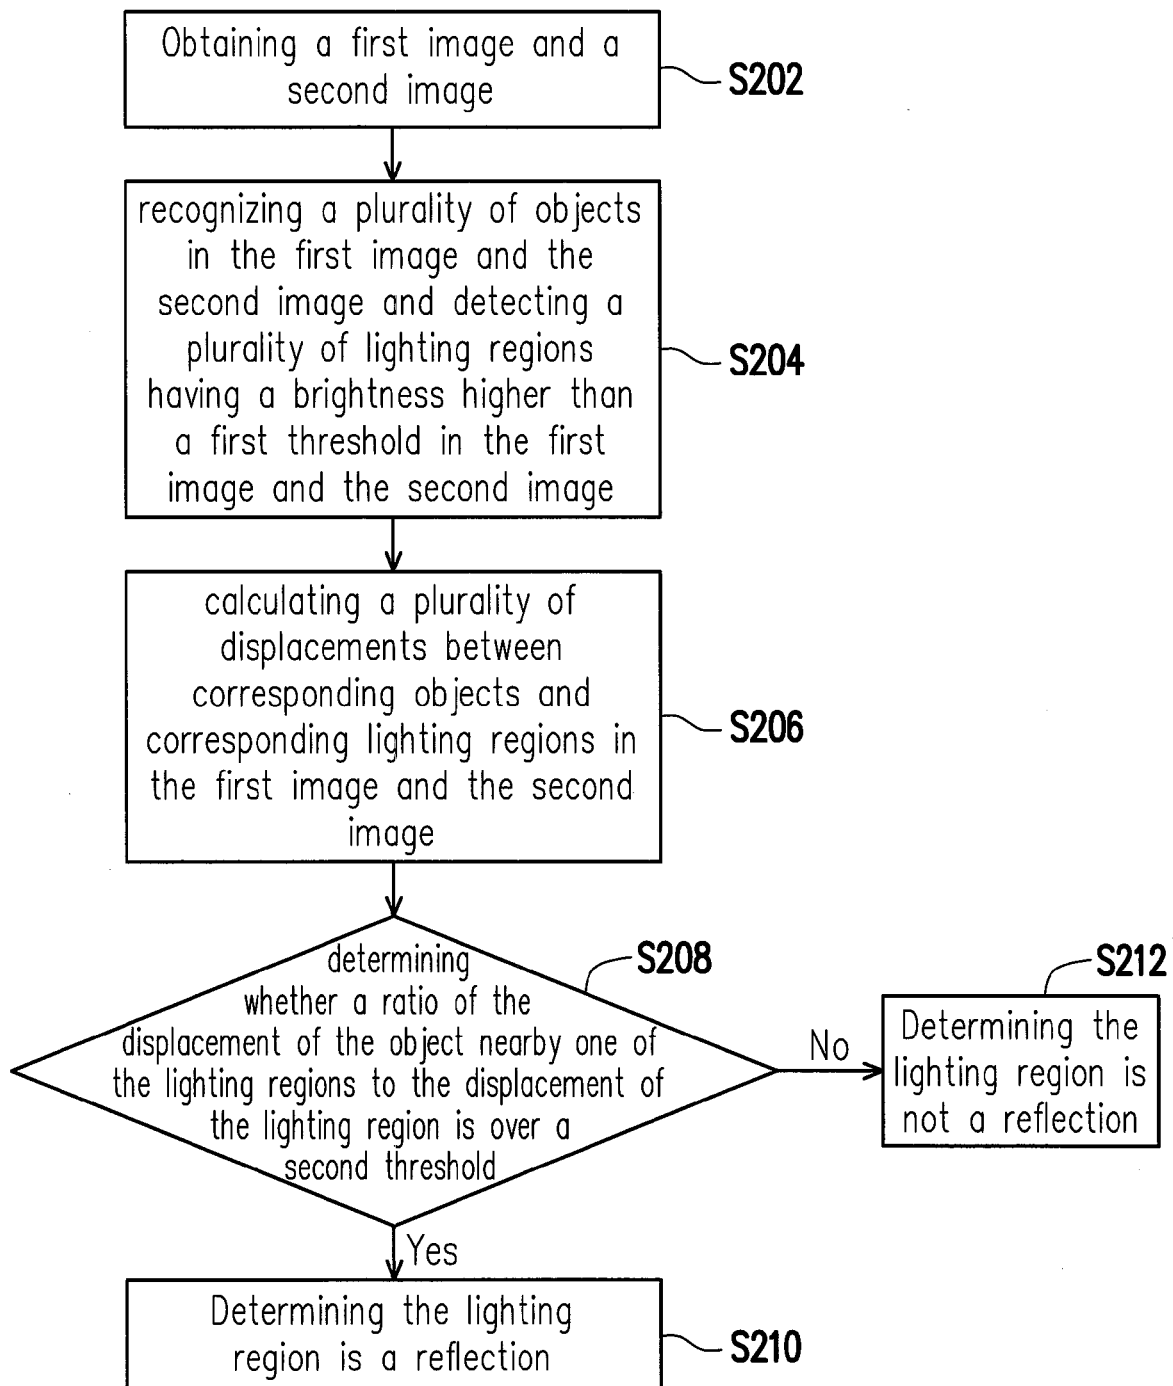 Obtaining a first image and a
second image
S202
recognizing a plurality of objects
in the first image and the
second image and detecting a
plurality of lighting regions
having a brightness higher than
a first threshold in the first
image and the second image
S204
calculating a plurality of
displacements between
corresponding objects and
corresponding lighting regions in
the first image and the second
image
S206
determining
whether a ratio of the
displacement of the object nearby one of
the lighting regions to the displacement of
the lighting region is over a
second threshold
S208
No
S212
Determining the
lighting region is
not a reflection
Yes
Determining the lighting
region is a reflection
S210